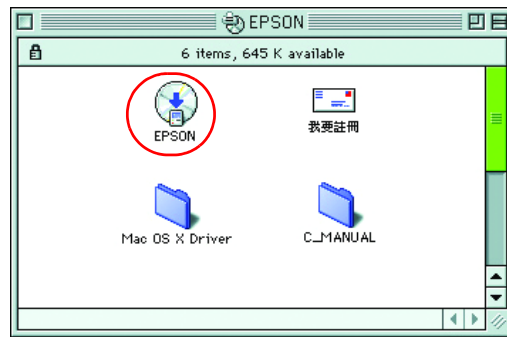 EPSON
6 items, 645 K available
EPSON
我要註冊
Mac OS X Driver
C_MANUAL